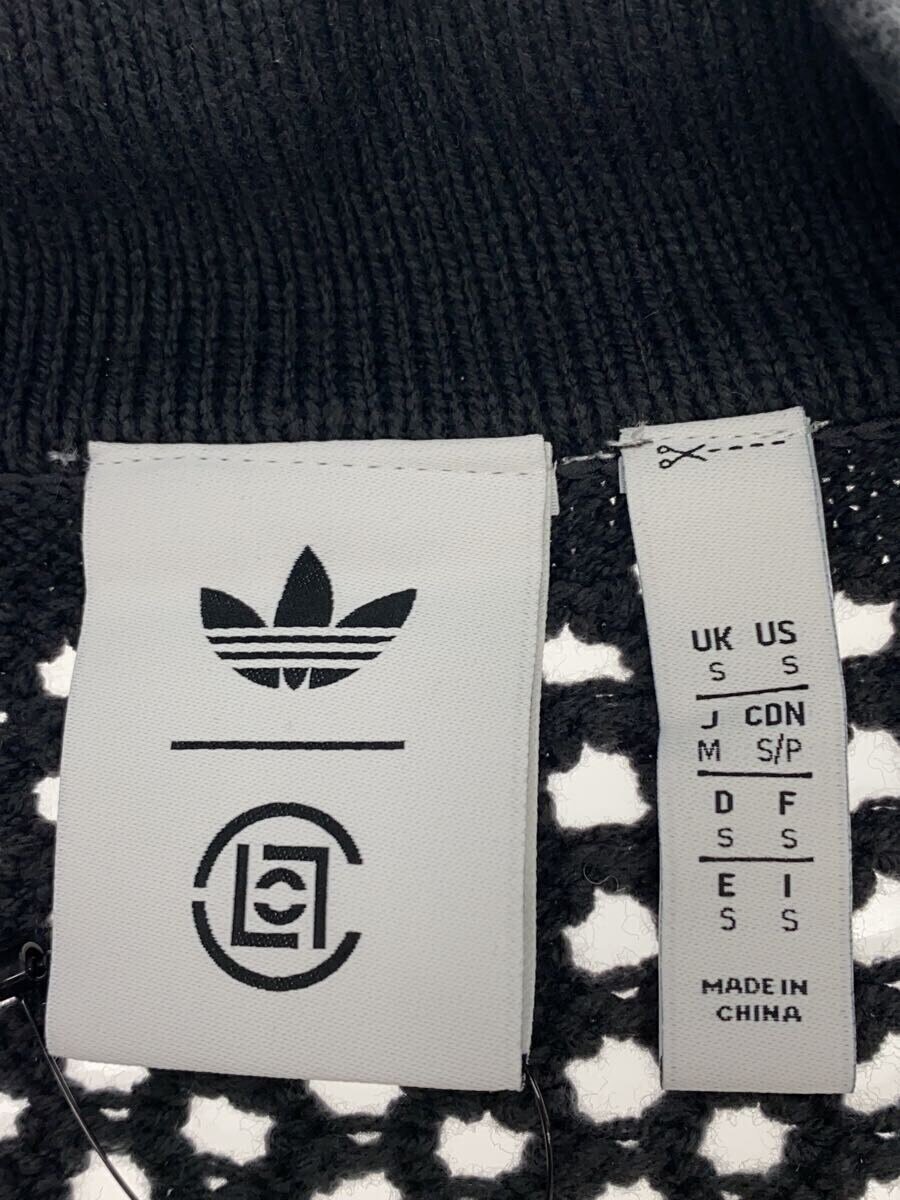 UK US
S S
J CDN
M S/P
D F
S S
E I
S S
MADE IN
CHINA